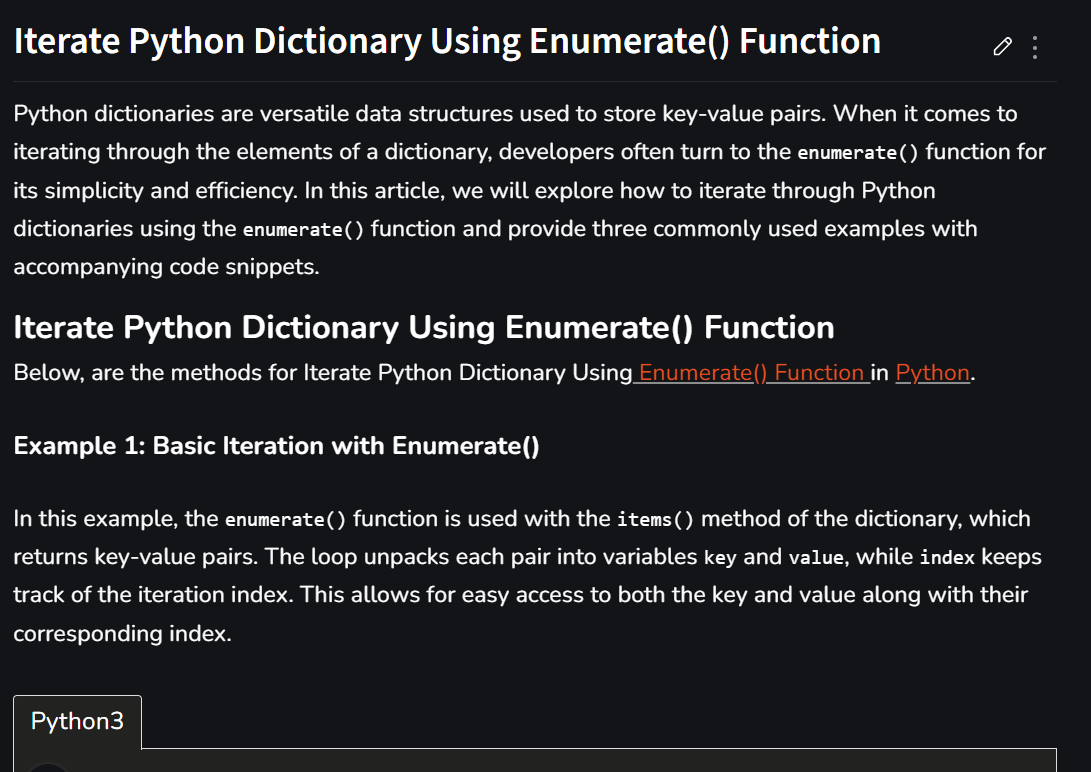 Iterate Python Dictionary Using Enumerate() Function
Python dictionaries are versatile data structures used to store key-value pairs. When it comes to
iterating through the elements of a dictionary, developers often turn to the enumerate() function for
its simplicity and efficiency. In this article, we will explore how to iterate through Python
dictionaries using the enumerate() function and provide three commonly used examples with
accompanying code snippets.
Iterate Python Dictionary Using Enumerate() Function
Below, are the methods for Iterate Python Dictionary Using Enumerate() Function in Python.
Example 1: Basic Iteration with Enumerate()
In this example, the enumerate() function is used with the items() method of the dictionary, which
returns key-value pairs. The loop unpacks each pair into variables key and value, while index keeps
track of the iteration index. This allows for easy access to both the key and value along with their
corresponding index.
Python3